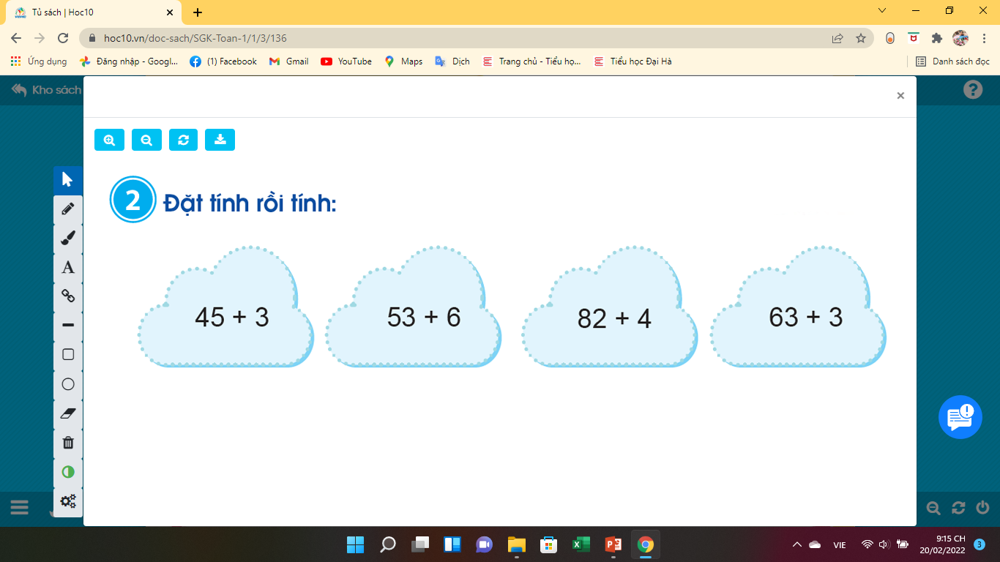 Tủ sách | Hoc10
hoc10.vn/doc-sach/SGK-Toan-1/1/3/136
Ứng dụng Đăng nhập - Googl... (1) Facebook Gmail YouTube Maps Dịch Trang chủ - Tiểu họ... Tiểu học Đại Hà Danh sách đọc
Kho sách
2 Đặt tính rồi tính:
45 + 3 53 + 6 82 + 4 63 + 3
VIE
9:15 CH
20/02/2022
3